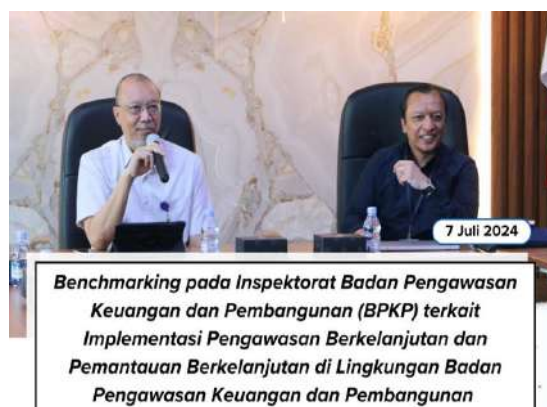 7 Juli 2024
Benchmarking pada Inspektorat Badan Pengawasan
Keuangan dan Pembangunan (BPKP) terkait
Implementasi Pengawasan Berkelanjutan dan
Pemantauan Berkelanjutan di Lingkungan Badan
Pengawasan Keuangan dan Pembangunan